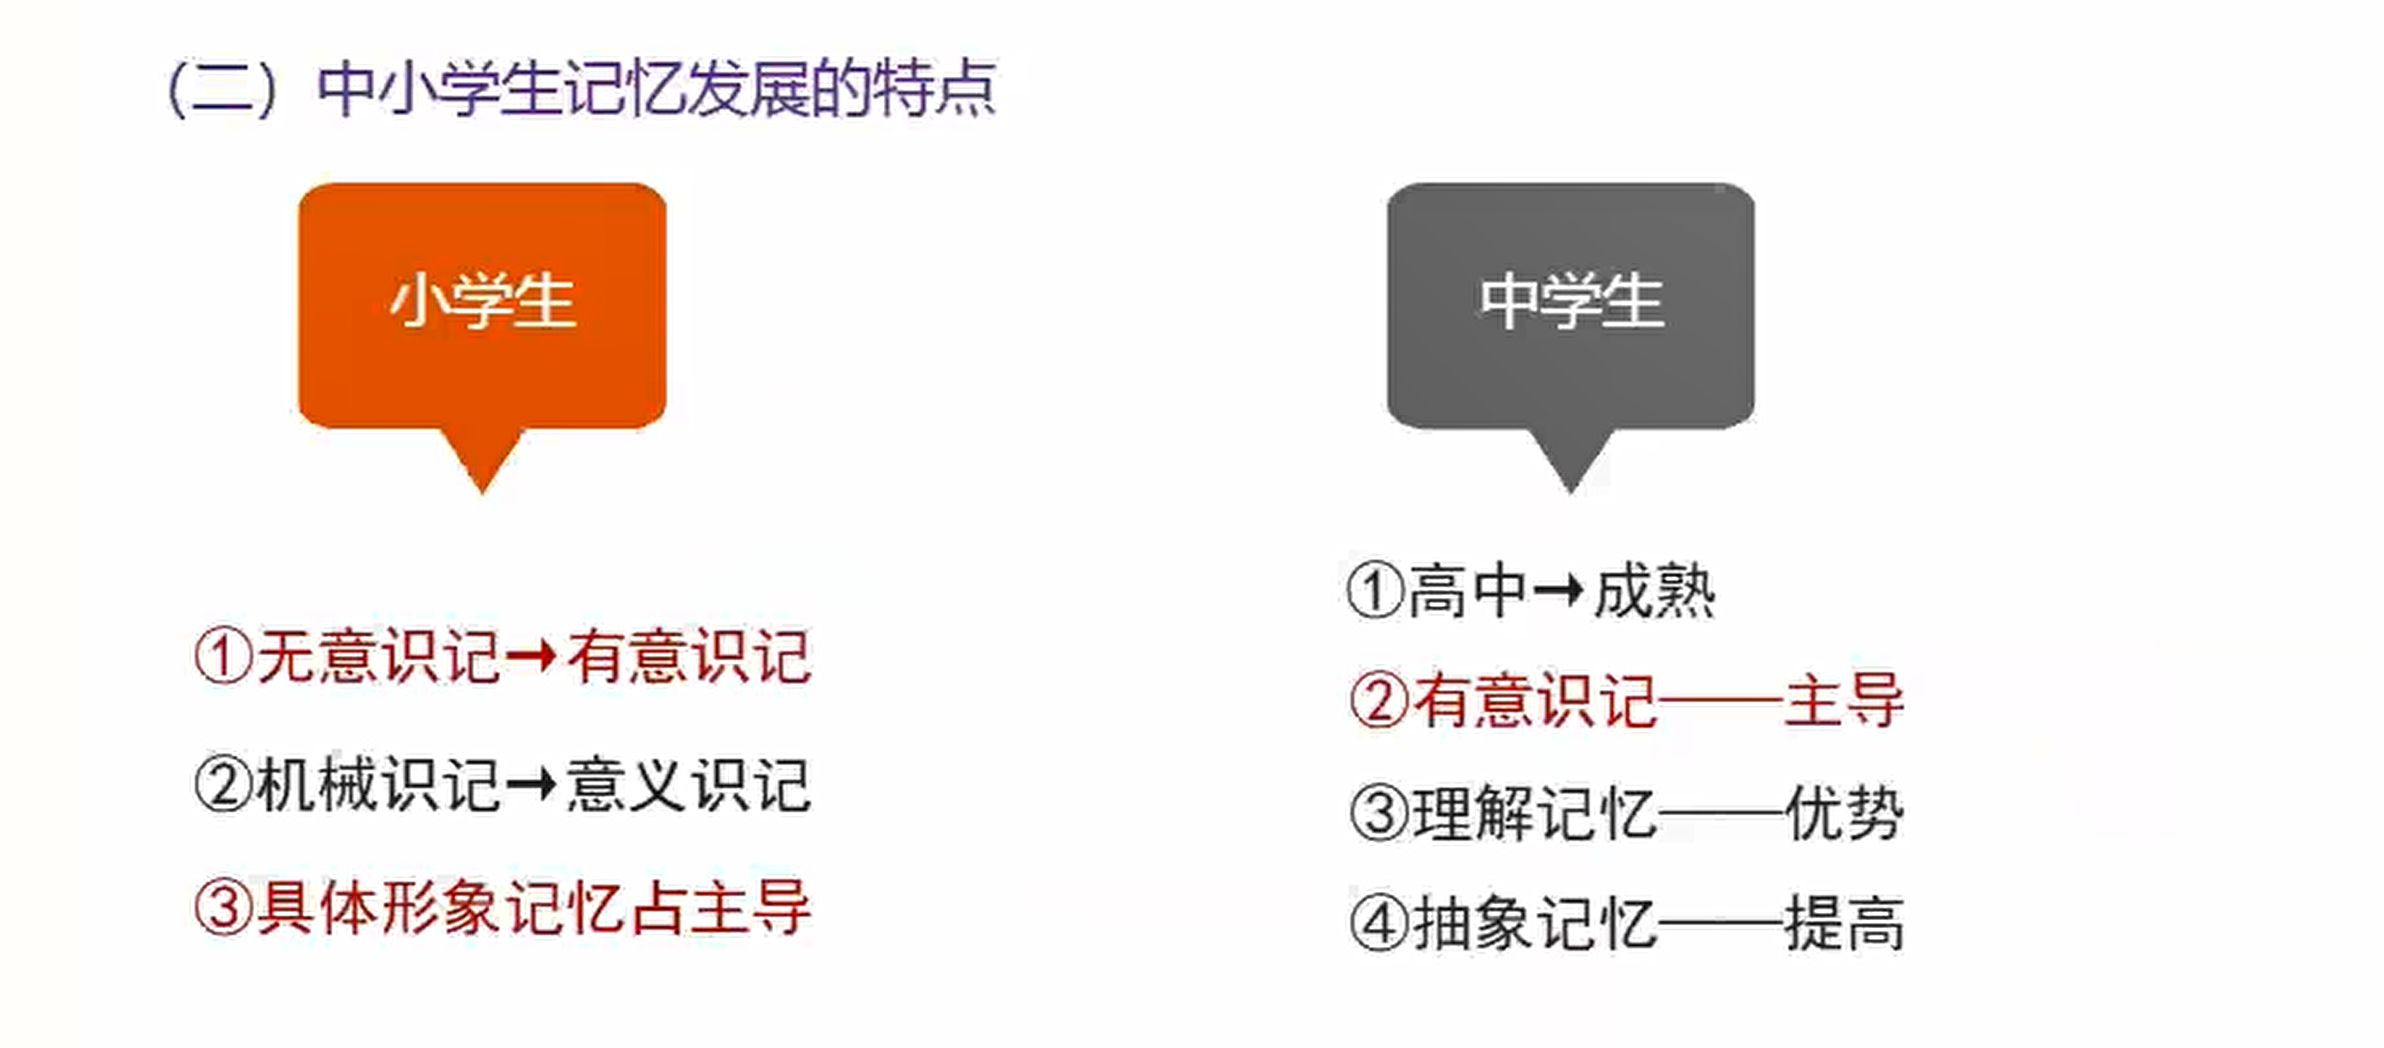 （二）中小学生记忆发展的特点
小学生
①无意识记→有意识记
②机械识记→意义识记
③具体形象记忆占主导
中学生
①高中→成熟
②有意识记——主导
③理解记忆——优势
④抽象记忆——提高